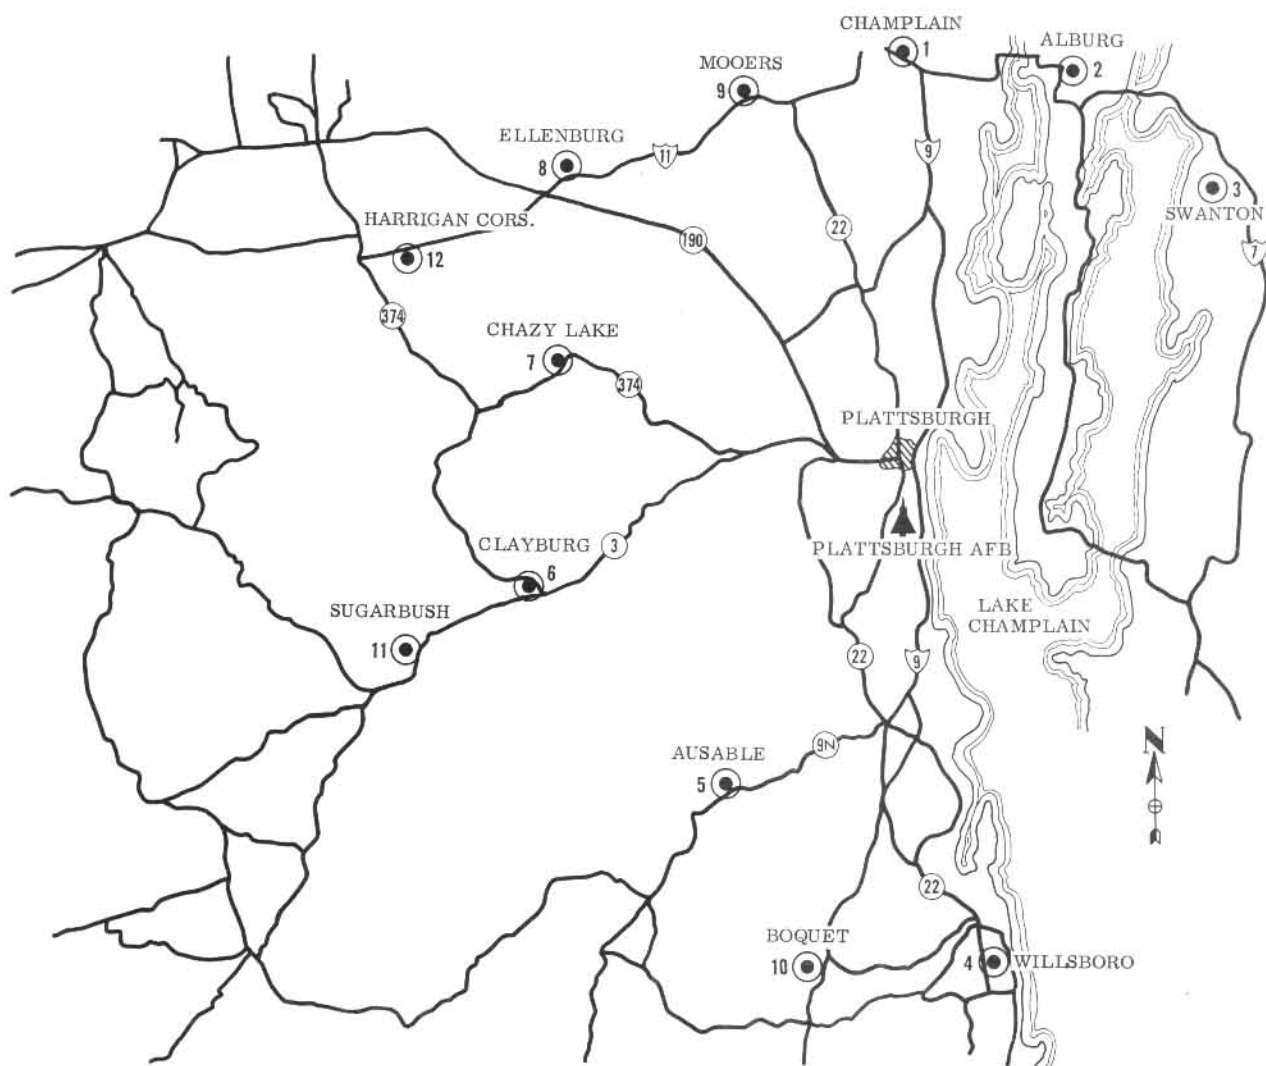 CHAMPLAIN
1
ALBURG
2
MOOERS
9
ELLENBURG
8
11
9
3
SWANTON
HARRIGAN CORS.
12
190
22
7
374
CHAZY LAKE
7
374
PLATTSBURGH
CLAYBURG
3
6
PLATTSBURGH AFB
SUGARBUSH
11
LAKE
CHAMPLAIN
22
9
AUSABLE
5
9N
N
22
BOQUET
10
4
WILLSBORO